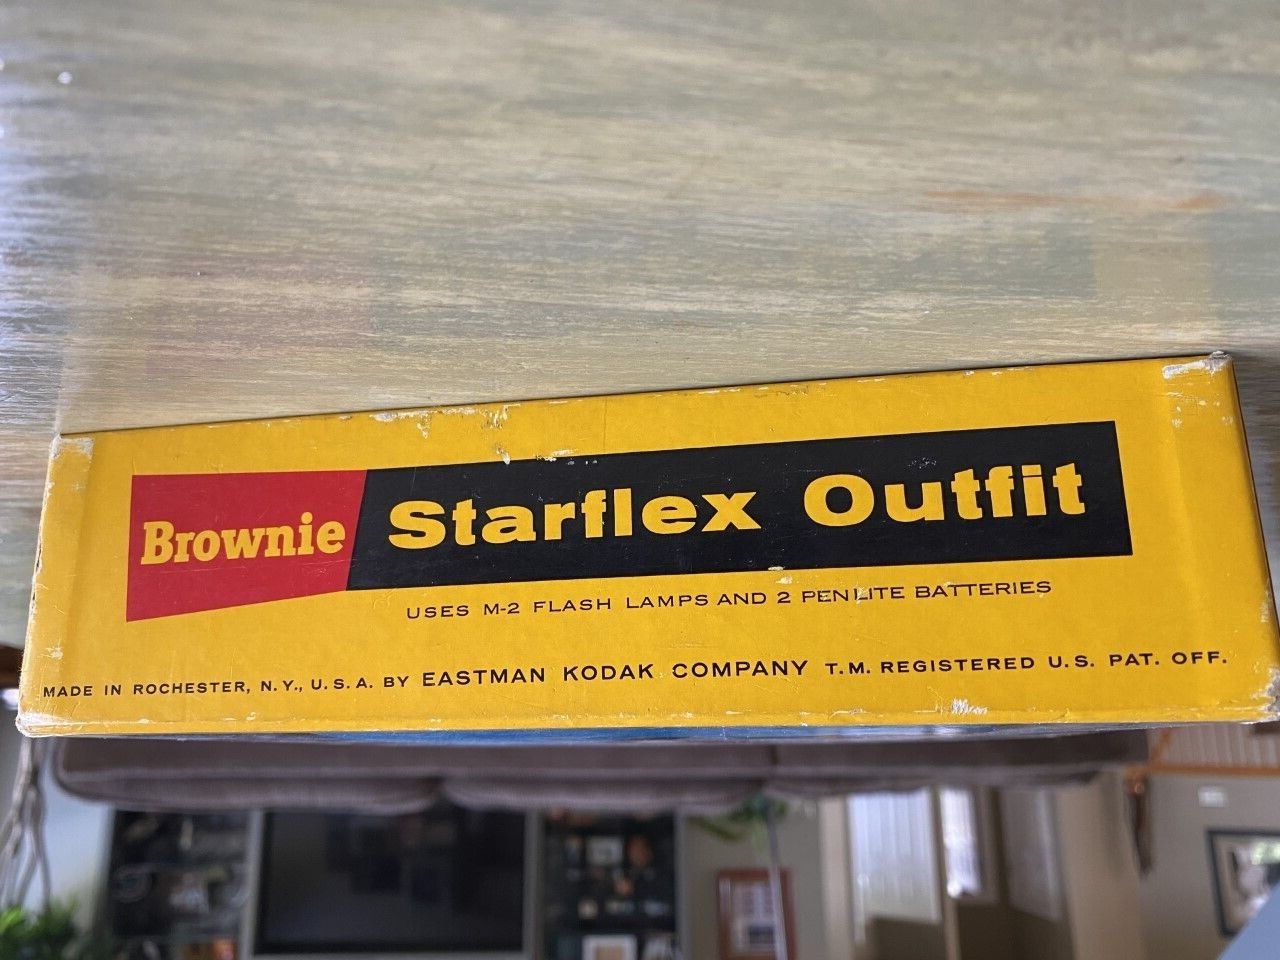 Brownie Starflex Outfit
USES M-2 FLASH LAMPS AND 2 PENLITE BATTERIES
MADE IN ROCHESTER, N.Y., U.S.A. BY EASTMAN KODAK COMPANY T.M. REGISTERED U.S. PAT. OFF.